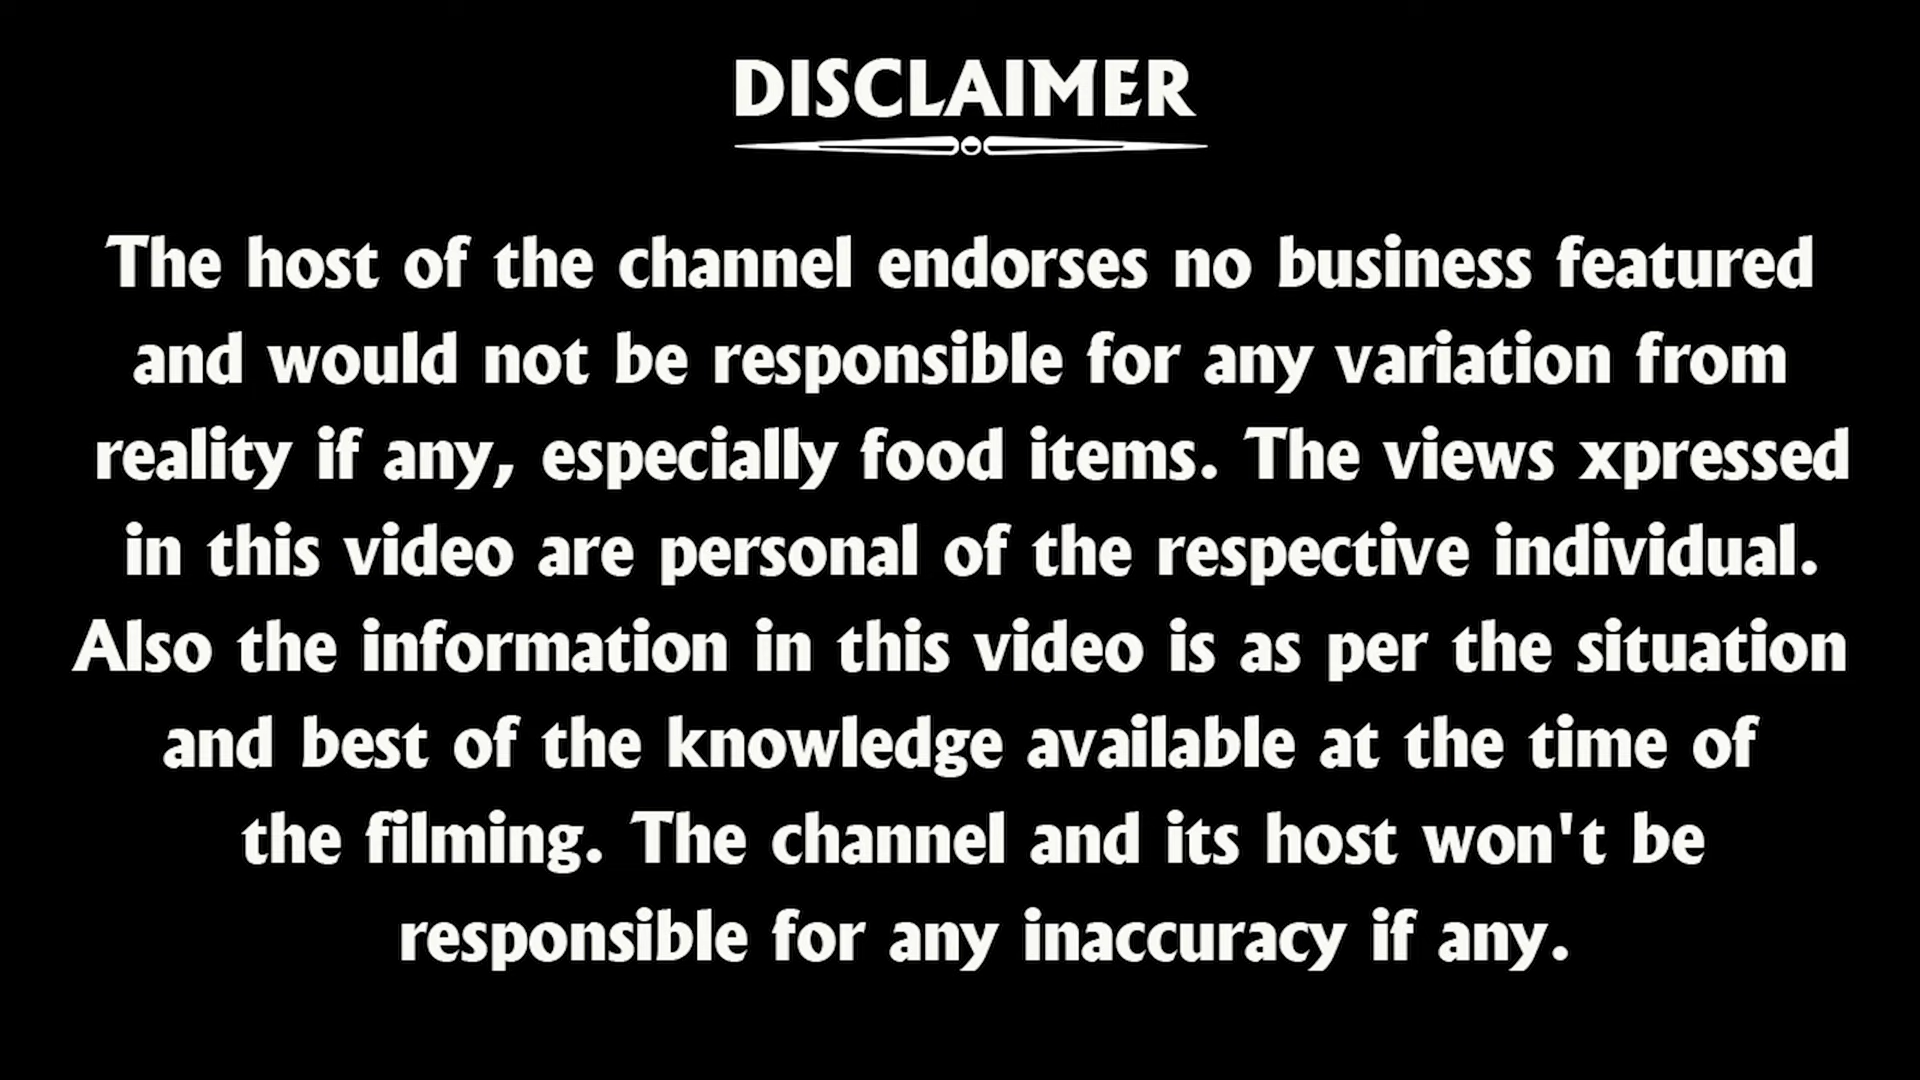 DISCLAIMER
The host of the channel endorses no business featured
and would not be responsible for any variation from
reality if any, especially food items. The views xpressed
in this video are personal of the respective individual.
Also the information in this video is as per the situation
and best of the knowledge available at the time of
the filming. The channel and its host won't be
responsible for any inaccuracy if any.